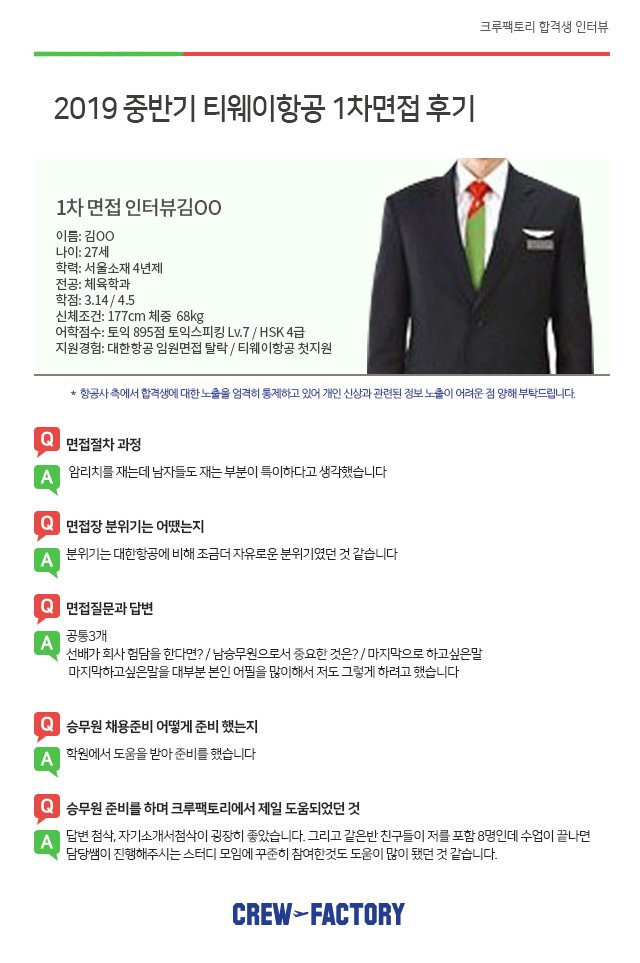 크루팩토리 합격생 인터뷰
2019 중반기 티웨이항공 1차면접 후기
1차 면접 인터뷰김OO
이름: 김OO
나이: 27세
학력: 서울소재 4년제
전공: 체육학과
학점: 3.14 / 4.5
신체조건: 177cm 체중 68kg
어학점수: 토익 895점 토익스피킹 Lv.7 / HSK 4급
지원경험: 대한항공 임원면접 탈락 / 티웨이항공 첫지원
* 항공사 측에서 합격생에 대한 노출을 엄격히 통제하고 있어 개인 신상과 관련된 정보 노출이 어려운 점 양해 부탁드립니다.
Q 면접절차 과정
A 암리치를 재는데 남자들도 재는 부분이 특이하다고 생각했습니다
Q 면접장 분위기는 어땠는지
A 분위기는 대한항공에 비해 조금더 자유로운 분위기였던 것 같습니다
Q 면접질문과 답변
A 공통3개
선배가 회사 험담을 한다면? / 남승무원으로서 중요한 것은? / 마지막으로 하고싶은말
마지막하고싶은말을 대부분 본인 어필을 많이해서 저도 그렇게 하려고 했습니다
Q 승무원 채용준비 어떻게 준비 했는지
A 학원에서 도움을 받아 준비를 했습니다
Q 승무원 준비를 하며 크루팩토리에서 제일 도움되었던 것
A 답변 첨삭, 자기소개서첨삭이 굉장히 좋았습니다. 그리고 같은반 친구들이 저를 포함 8명인데 수업이 끝나면
담당쌤이 진행해주시는 스터디 모임에 꾸준히 참여한것도 도움이 많이 됐던 것 같습니다.
CREW FACTORY